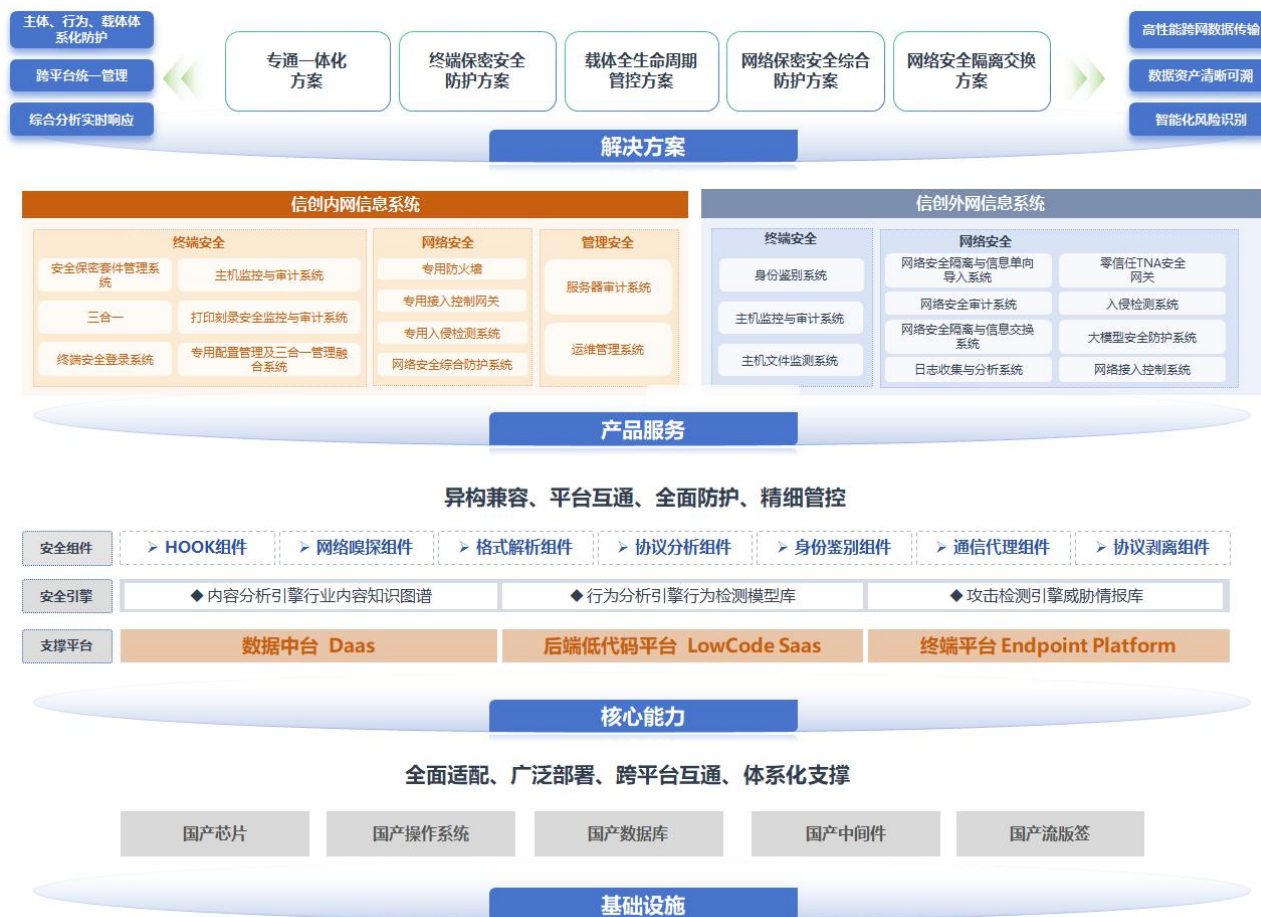 主体、行为、载体体
系化防护
跨平台统一管理
综合分析实时响应
专通一体化
方案
终端保密安全
防护方案
载体全生命周期
管控方案
网络保密安全综合
防护方案
网络安全隔离交换
方案
高性能跨网数据传输
数据资产清晰可溯
智能化风险识别
解决方案
信创内网信息系统
终端安全
安全保密套件管理系
统
主机监控与审计系统
三合一
打印刻录安全监控与审计系统
终端安全登录系统
专用配置管理及三合一管理融
合系统
网络安全
专用防火墙
专用接入控制网关
专用入侵检测系统
网络安全综合防护系统
管理安全
服务器审计系统
运维管理系统
信创外网信息系统
终端安全
身份鉴别系统
主机监控与审计系统
主机文件监测系统
网络安全
网络安全隔离与信息单向
导入系统
零信任TNA安全
网关
网络安全审计系统
入侵检测系统
网络安全隔离与信息交换
系统
大模型安全防护系统
日志收集与分析系统
网络接入控制系统
产品服务
异构兼容、平台互通、全面防护、精细管控
安全组件
➢ HOOK组件
➢ 网络嗅探组件
➢ 格式解析组件
➢ 协议分析组件
➢ 身份鉴别组件
➢ 通信代理组件
➢ 协议剥离组件
安全引擎
◆内容分析引擎行业内容知识图谱
◆行为分析引擎行为检测模型库
◆攻击检测引擎威胁情报库
支撑平台
数据中台 Daas
后端低代码平台 LowCode Saas
终端平台 Endpoint Platform
核心能力
全面适配、广泛部署、跨平台互通、体系化支撑
国产芯片
国产操作系统
国产数据库
国产中间件
国产流版签
基础设施